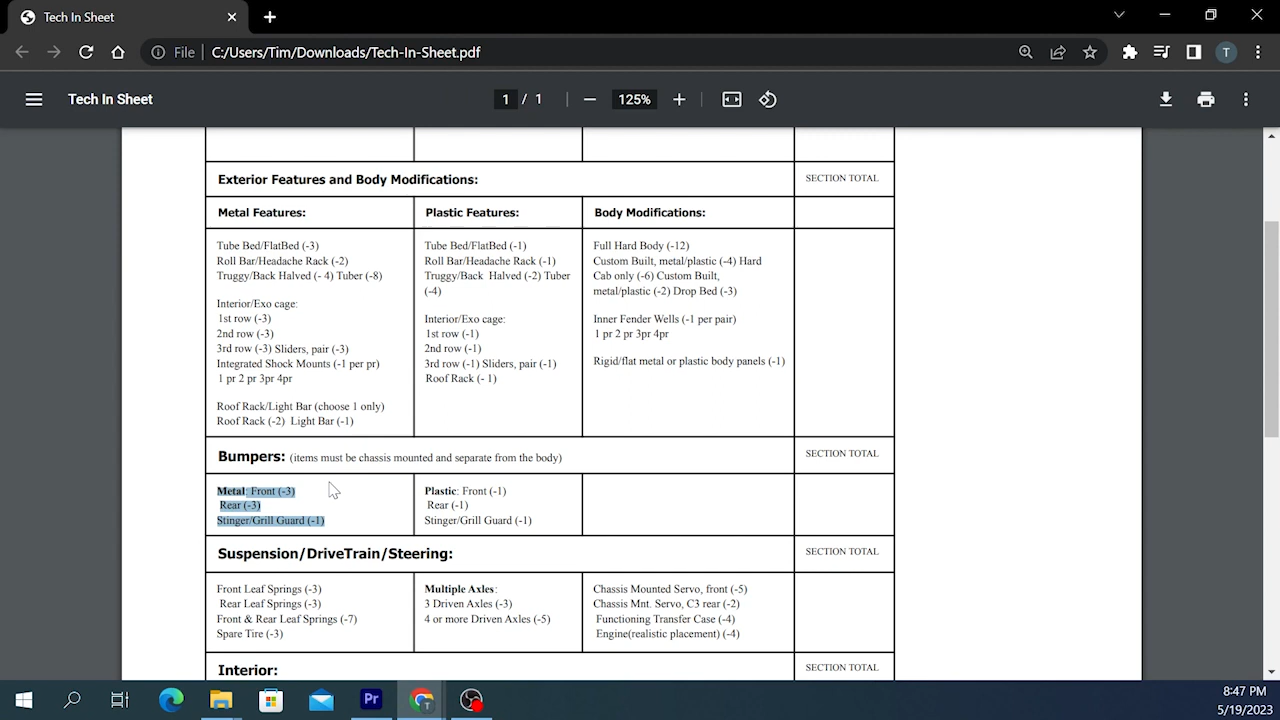 Tech In Sheet
File C:/Users/Tim/Downloads/Tech-In-Sheet.pdf
T
Tech In Sheet
1 / 1
125%
Exterior Features and Body Modifications:
SECTION TOTAL
Metal Features:
Plastic Features:
Body Modifications:
Tube Bed/FlatBed (-3)
Roll Bar/Headache Rack (-2)
Truggy/Back Halved (- 4) Tuber (-8)
Interior/Exo cage:
1st row (-3)
2nd row (-3)
3rd row (-3) Sliders, pair (-3)
Integrated Shock Mounts (-1 per pr)
1 pr 2 pr 3pr 4pr
Roof Rack/Light Bar (choose 1 only)
Roof Rack (-2) Light Bar (-1)
Tube Bed/FlatBed (-1)
Roll Bar/Headache Rack (-1)
Truggy/Back Halved (-2) Tuber
(-4)
Interior/Exo cage:
1st row (-1)
2nd row (-1)
3rd row (-1) Sliders, pair (-1)
Roof Rack (- 1)
Full Hard Body (-12)
Custom Built, metal/plastic (-4) Hard
Cab only (-6) Custom Built,
metal/plastic (-2) Drop Bed (-3)
Inner Fender Wells (-1 per pair)
1 pr 2 pr 3pr 4pr
Rigid/flat metal or plastic body panels (-1)
Bumpers: (items must be chassis mounted and separate from the body)
SECTION TOTAL
Metal: Front (-3)
Rear (-3)
Stinger/Grill Guard (-1)
Plastic: Front (-1)
Rear (-1)
Stinger/Grill Guard (-1)
Suspension/DriveTrain/Steering:
SECTION TOTAL
Front Leaf Springs (-3)
Rear Leaf Springs (-3)
Front & Rear Leaf Springs (-7)
Spare Tire (-3)
Multiple Axles:
3 Driven Axles (-3)
4 or more Driven Axles (-5)
Chassis Mounted Servo, front (-5)
Chassis Mnt. Servo, C3 rear (-2)
Functioning Transfer Case (-4)
Engine(realistic placement) (-4)
Interior:
SECTION TOTAL
Pr
T
8:47 PM
5/19/2023